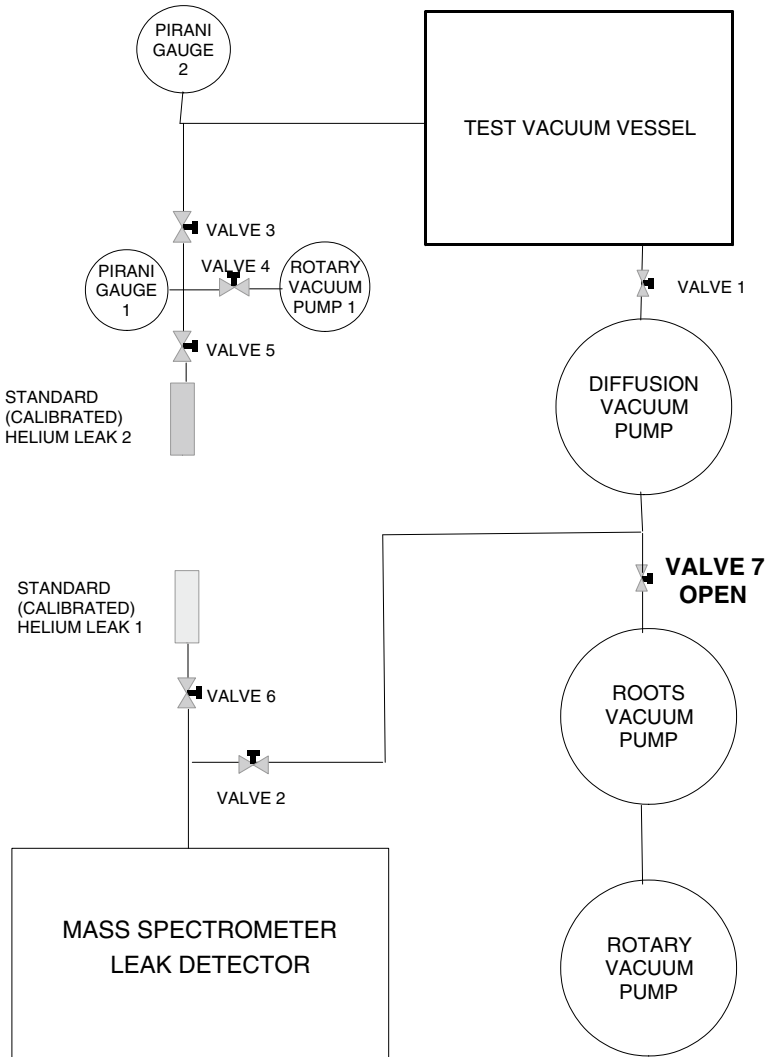 PIRANI
GAUGE
2
TEST VACUUM VESSEL
VALVE 3
VALVE 4
PIRANI
GAUGE
1
ROTARY
VACUUM
PUMP 1
VALVE 1
VALVE 5
STANDARD
(CALIBRATED)
HELIUM LEAK 2
DIFFUSION
VACUUM
PUMP
STANDARD
(CALIBRATED)
HELIUM LEAK 1
VALVE 7
OPEN
VALVE 6
ROOTS
VACUUM
PUMP
VALVE 2
MASS SPECTROMETER
LEAK DETECTOR
ROTARY
VACUUM
PUMP